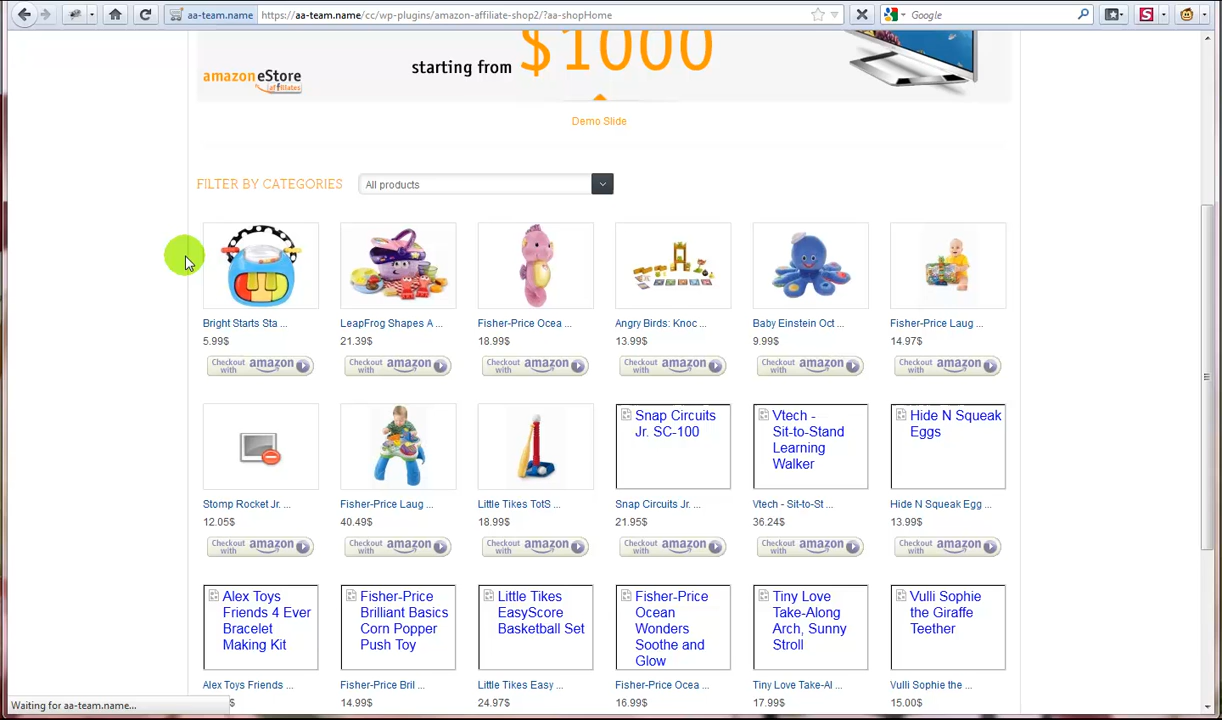 aa-team.name
https://aa-team.name/cc/wp-plugins/amazon-affiliate-shop2/?aa-shopHome
Google
amazon eStore
affiliates
starting from $1000
Demo Slide
FILTER BY CATEGORIES
All products
Bright Starts Sta ...
LeapFrog Shapes A ...
Fisher-Price Ocea ...
Angry Birds: Knoc ...
Baby Einstein Oct ...
Fisher-Price Laug ...
5.99$
21.39$
18.99$
13.99$
9.99$
14.97$
Checkout with amazon
Checkout with amazon
Checkout with amazon
Checkout with amazon
Checkout with amazon
Checkout with amazon
Snap Circuits
Jr. SC-100
Vtech -
Sit-to-Stand
Learning
Walker
Hide N Squeak
Eggs
Stomp Rocket Jr. ...
Fisher-Price Laug ...
Little Tikes TotS ...
Snap Circuits Jr. ...
Vtech - Sit-to-St ...
Hide N Squeak Egg ...
12.05$
40.49$
18.99$
21.95$
36.24$
13.99$
Checkout with amazon
Checkout with amazon
Checkout with amazon
Checkout with amazon
Checkout with amazon
Checkout with amazon
Alex Toys
Friends 4 Ever
Bracelet
Making Kit
Fisher-Price
Brilliant Basics
Corn Popper
Push Toy
Little Tikes
EasyScore
Basketball Set
Fisher-Price
Ocean
Wonders
Soothe and
Glow
Tiny Love
Take-Along
Arch, Sunny
Stroll
Vulli Sophie
the Giraffe
Teether
Alex Toys Friends ...
Fisher-Price Bril ...
Little Tikes Easy ...
Fisher-Price Ocea ...
Tiny Love Take-Al ...
Vulli Sophie the ...
$
14.99$
24.97$
16.99$
17.99$
15.00$
Waiting for aa-team.name...